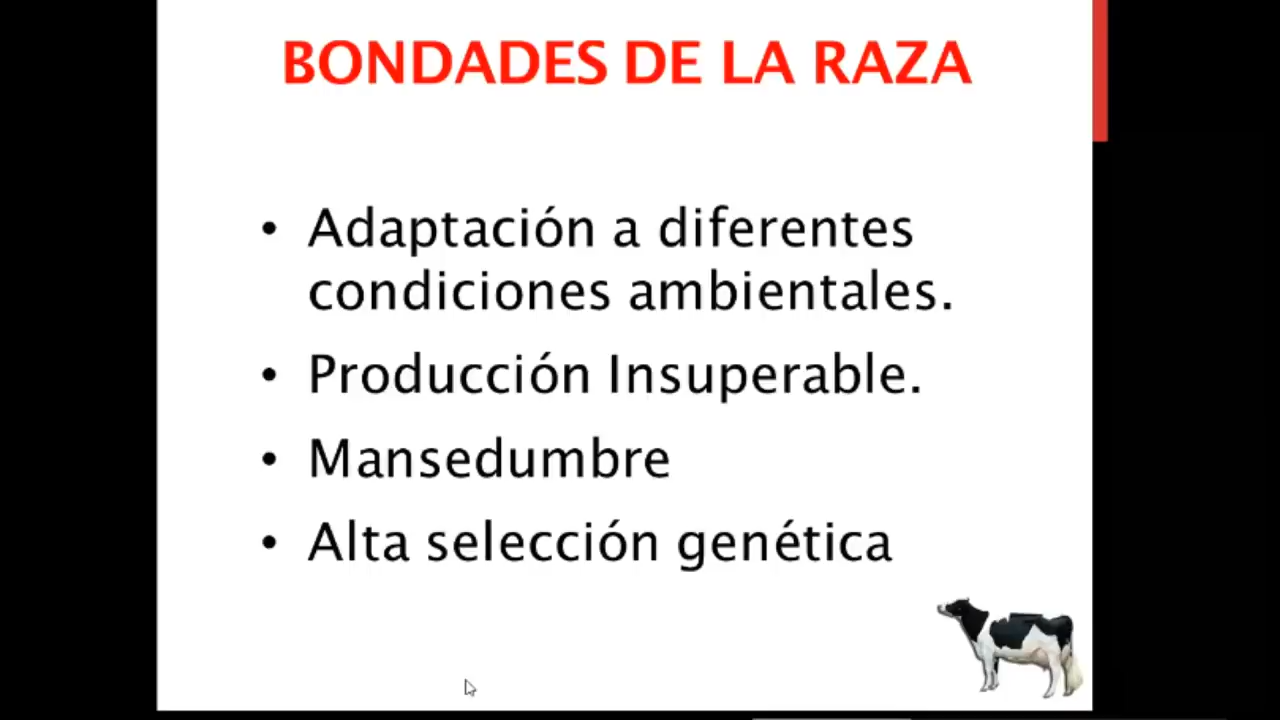 BONDADES DE LA RAZA
• Adaptación a diferentes
condiciones ambientales.
• Producción Insuperable.
• Mansedumbre
• Alta selección genética